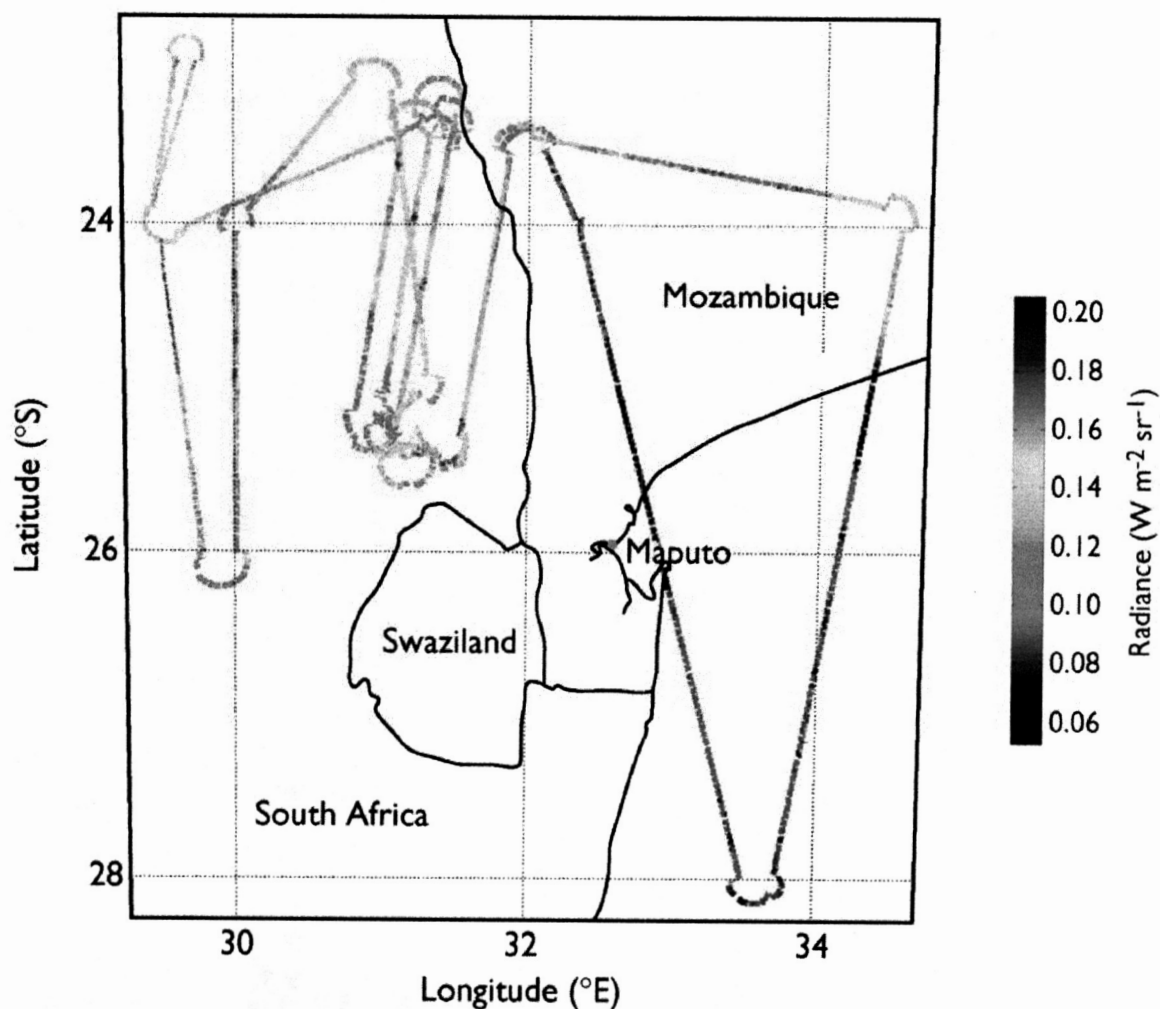 24
26
28
Latitude (°S)
Mozambique
Maputo
Swaziland
South Africa
30
32
34
Longitude (°E)
0.20
0.18
0.16
0.14
0.12
0.10
0.08
0.06
Radiance (W m⁻² sr⁻¹)